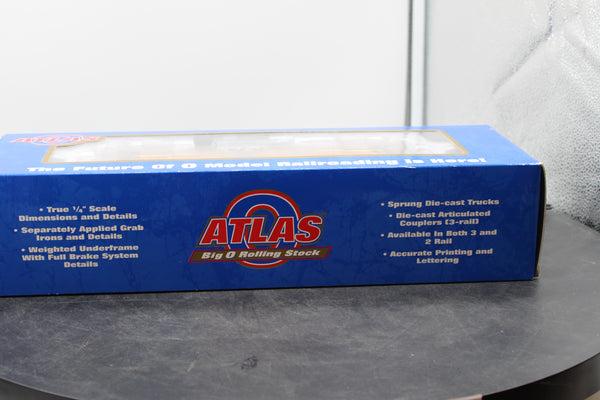 ATLAS
The Future Of O Model Railroading is Here!
• True ¼" Scale
Dimensions and Details
• Separately Applied Grab
Irons and Details
• Weighted Underframe
With Full Brake System
Details
O
ATLAS
Big O Rolling Stock
• Sprung Die-cast Trucks
• Die-cast Articulated
Couplers (3-rail)
• Available In Both 3 and
2 Rail
• Accurate Printing and
Lettering